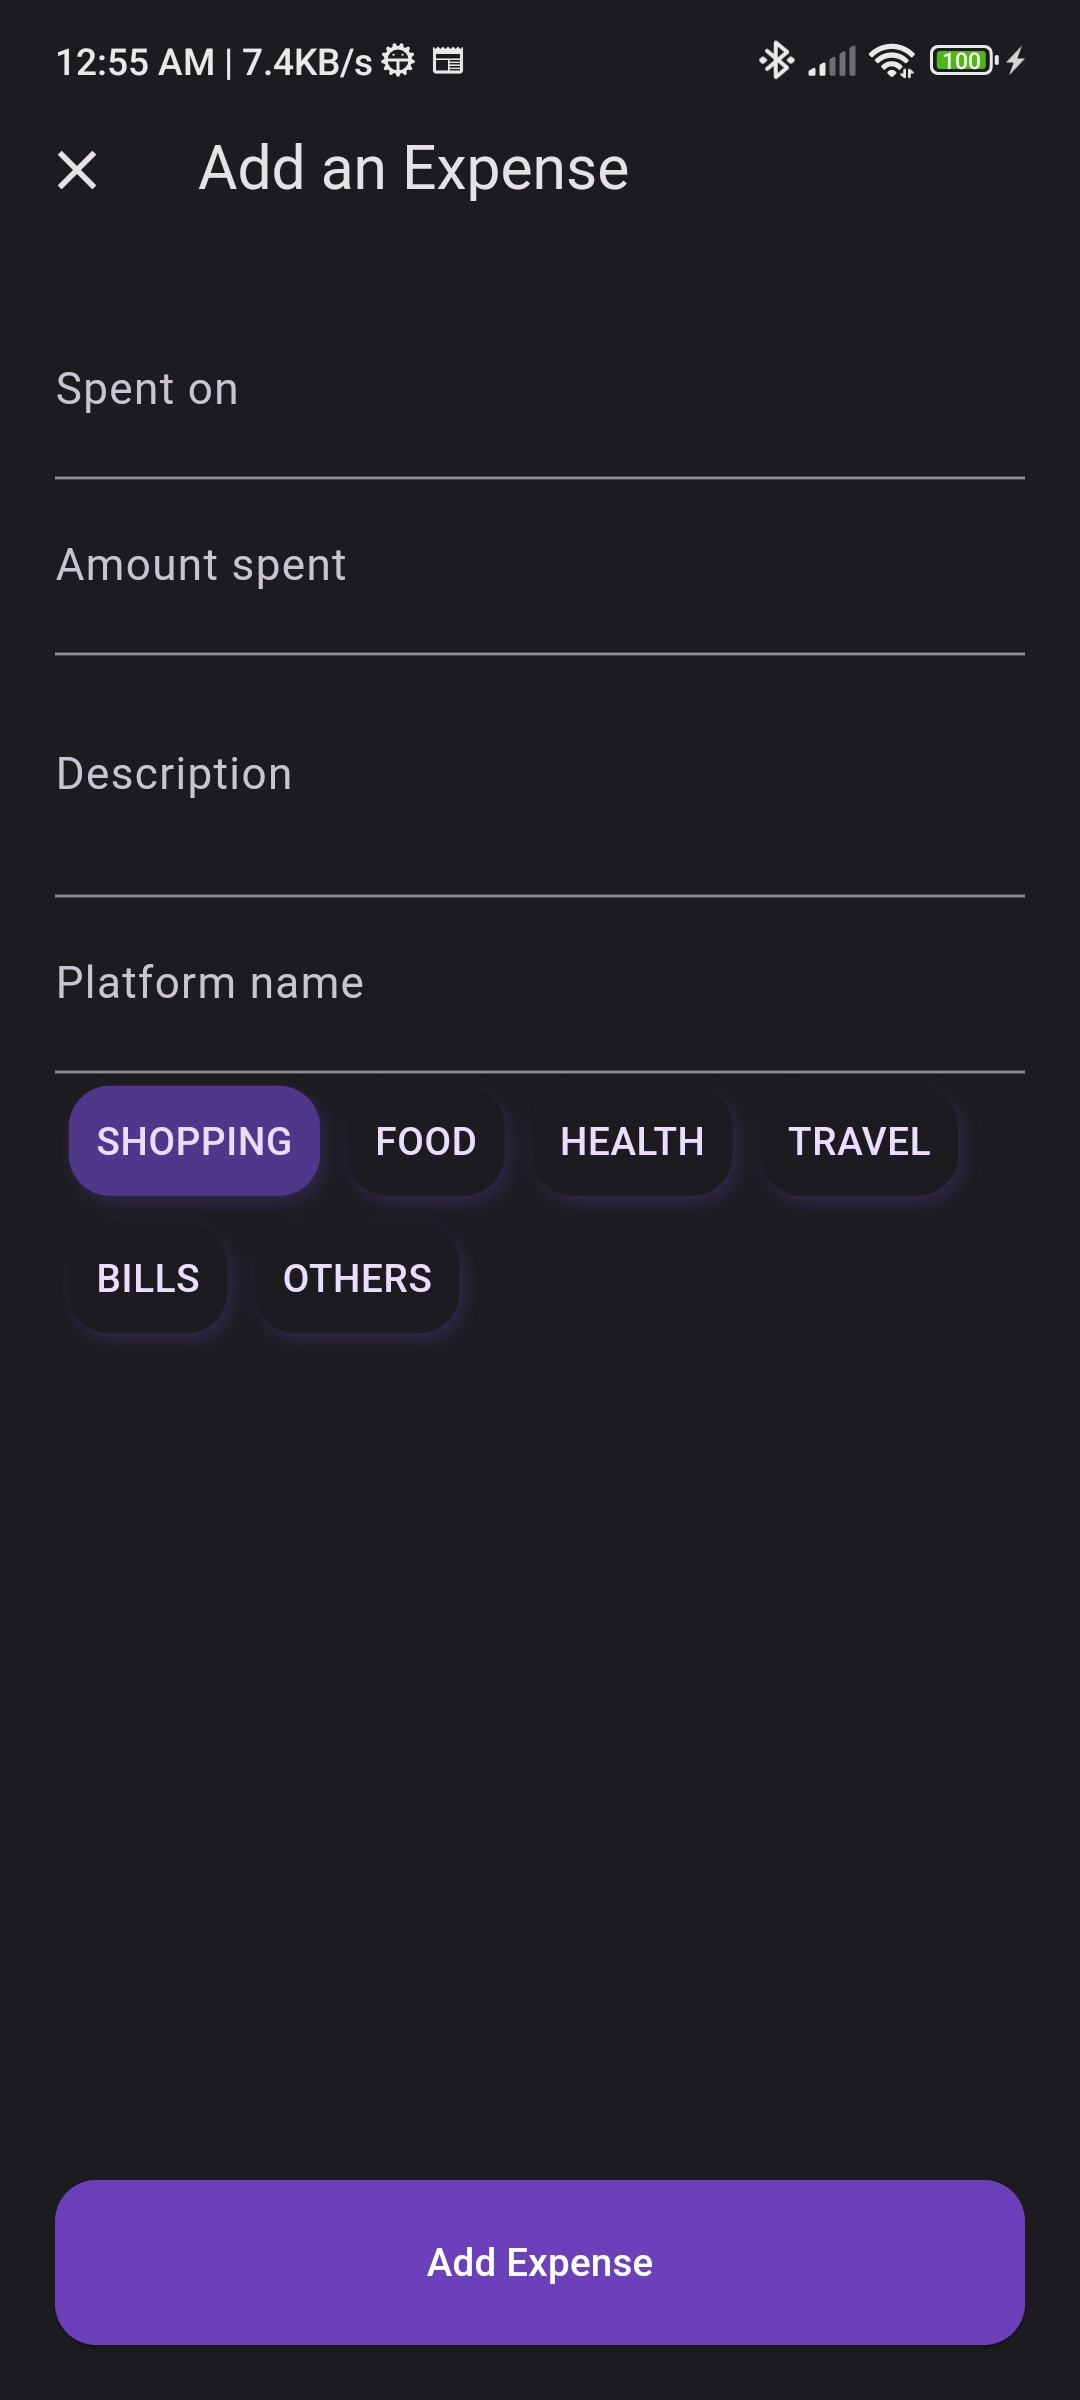 12:55 AM | 7.4KB/s 100
Add an Expense
Spent on
Amount spent
Description
Platform name
SHOPPING FOOD HEALTH TRAVEL
BILLS OTHERS
Add Expense